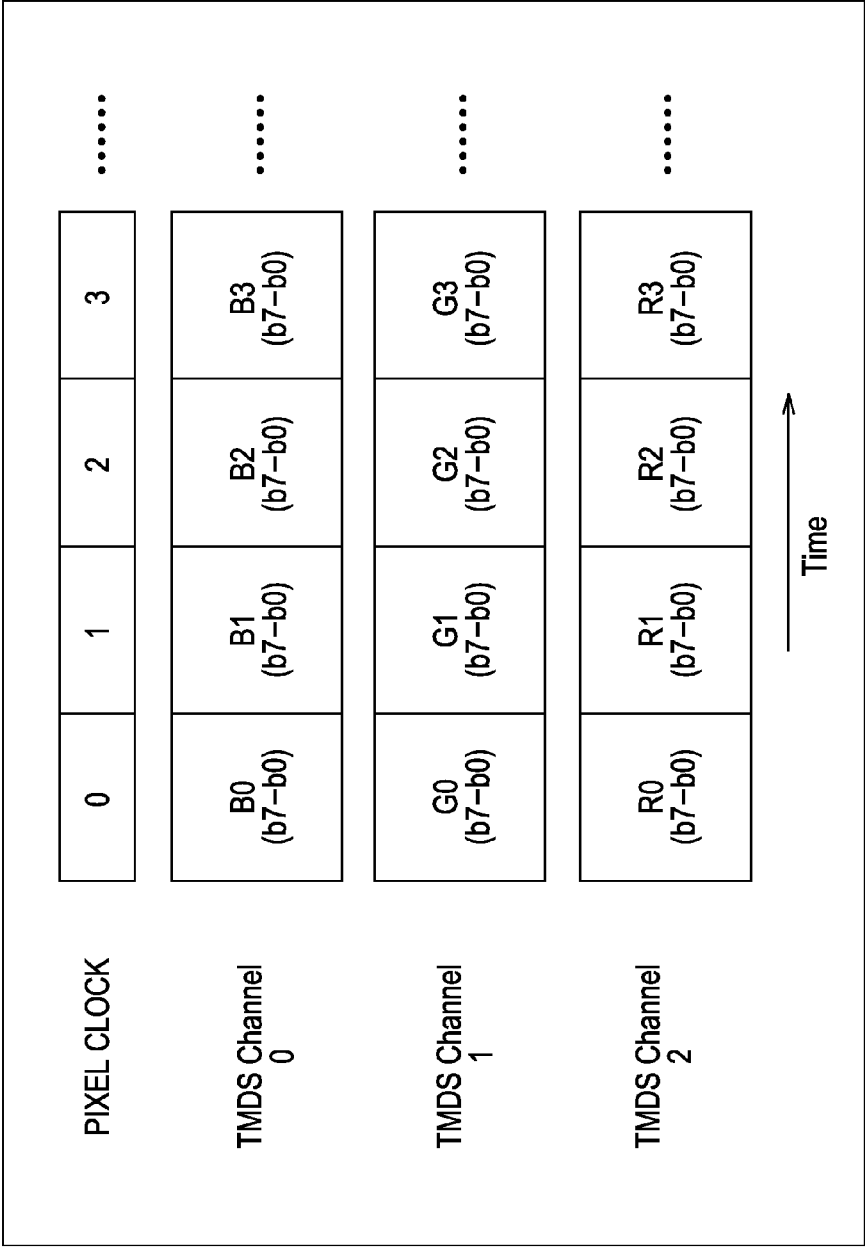 PIXEL CLOCK 0 1 2 3 ••••••
TMDS Channel
0
B0
(b7-b0)
B1
(b7-b0)
B2
(b7-b0)
B3
(b7-b0)
••••••
TMDS Channel
1
G0
(b7-b0)
G1
(b7-b0)
G2
(b7-b0)
G3
(b7-b0)
••••••
TMDS Channel
2
R0
(b7-b0)
R1
(b7-b0)
R2
(b7-b0)
R3
(b7-b0)
••••••
Time